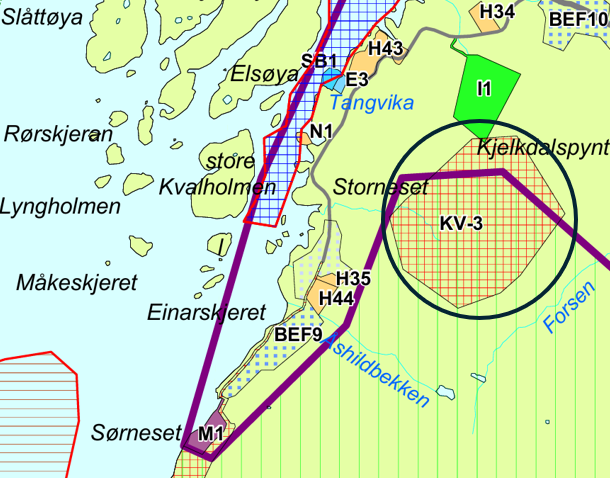 Slåttøya
H34
BEF10
H43
SB1
Elsøya
E3
I1
Tangvika
Rørskjeran
N1
Kjelkdalspynt
store
Kvalholmen
Storneset
Lyngholmen
KV-3
Måkeskjeret
H35
H44
Einarskjeret
Forsen
BEF9
Ashildbekken
Sørneset
M1